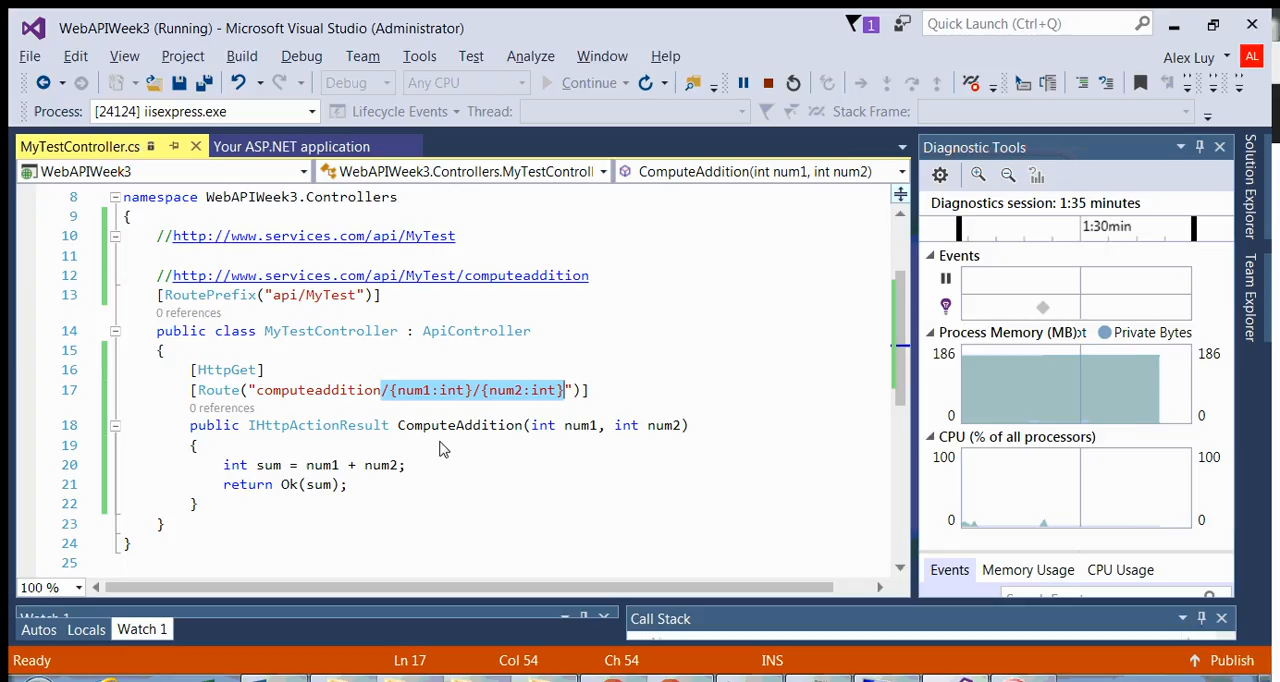 WebAPIWeek3 (Running) - Microsoft Visual Studio (Administrator)
1
Quick Launch (Ctrl+Q)
File Edit View Project Build Debug Team Tools Test Analyze Window Help
Alex Luy AL
Debug Any CPU Continue
Process: [24124] iisexpress.exe Lifecycle Events Thread: Stack Frame:
MyTestController.cs Your ASP.NET application
WebAPIWeek3 WebAPIWeek3.Controllers.MyTestControll ComputeAddition(int num1, int num2)
8 namespace WebAPIWeek3.Controllers
9 {
10 //http://www.services.com/api/MyTest
11
12 //http://www.services.com/api/MyTest/computeaddition
13 [RoutePrefix("api/MyTest")]
0 references
14 public class MyTestController : ApiController
15 {
16 [HttpGet]
17 [Route("computeaddition/{num1:int}/{num2:int}")]
0 references
18 public IHttpActionResult ComputeAddition(int num1, int num2)
19 {
20 int sum = num1 + num2;
21 return Ok(sum);
22 }
23 }
24 }
25
100 %
Diagnostic Tools
Diagnostics session: 1:35 minutes
1:30min
Events
Process Memory (MB) Private Bytes
186 186
0 0
CPU (% of all processors)
100 100
0 0
Events Memory Usage CPU Usage
Search Events
Solution Explorer
Team Explorer
Watch 1
Autos Locals Watch 1
Call Stack
Ready Ln 17 Col 54 Ch 54 INS Publish